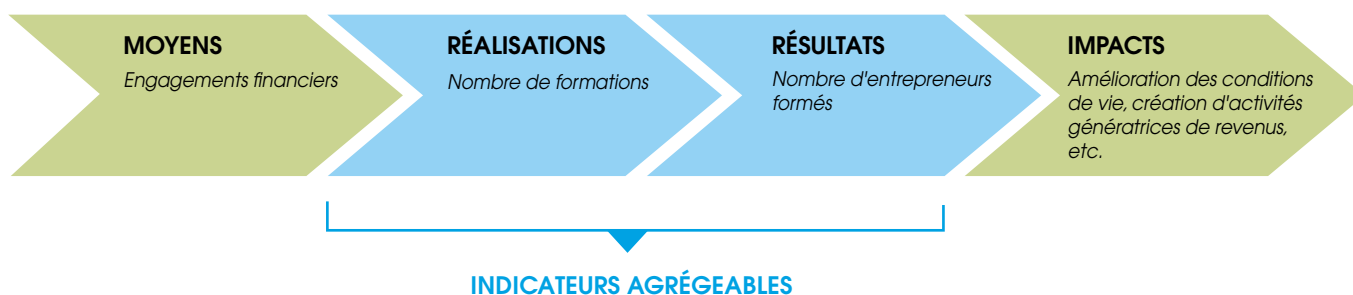 MOYENS
Engagements financiers
RÉALISATIONS
Nombre de formations
RÉSULTATS
Nombre d'entrepreneurs
formés
IMPACTS
Amélioration des conditions
de vie, création d'activités
génératrices de revenus,
etc.
INDICATEURS AGRÉGEABLES